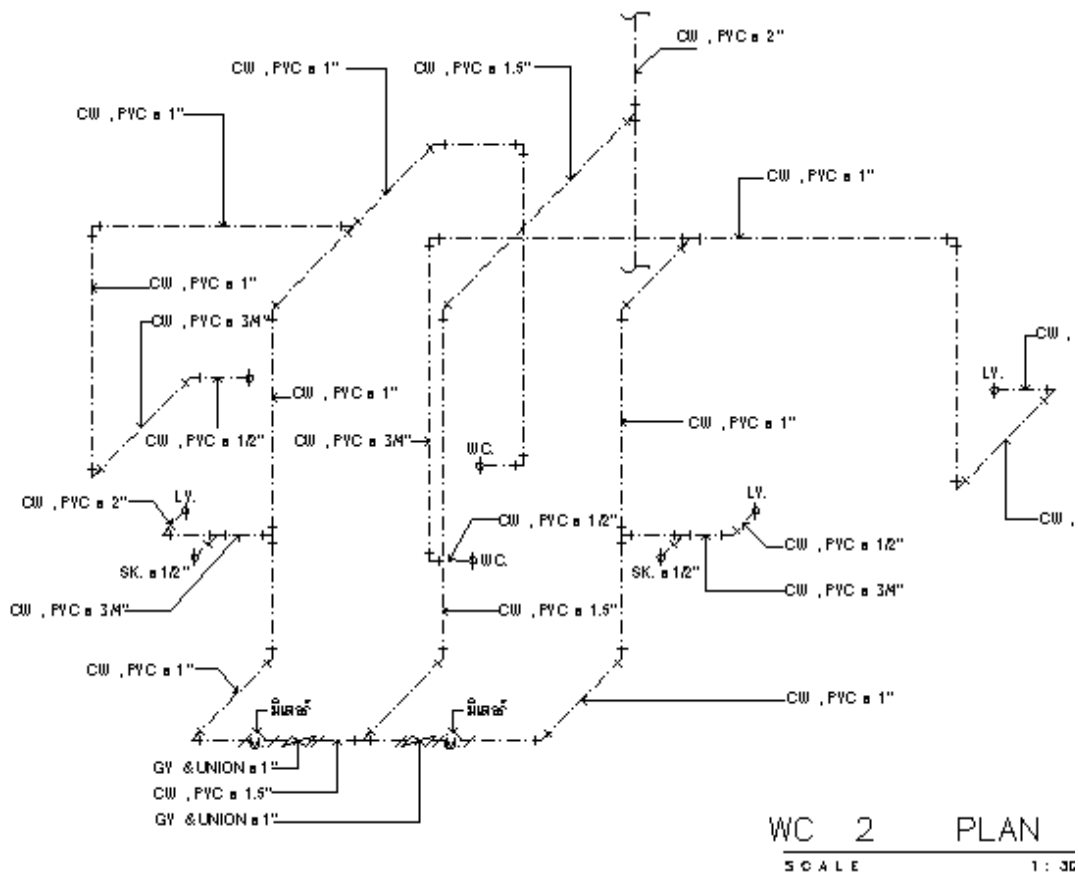 CW , PVC ø 2"
CW , PVC ø 1"
CW , PVC ø 1.5"
CW , PVC ø 1"
CW , PVC ø 1"
CW , PVC ø 1"
CW , PVC ø 3/4"
CW ,
LV.
CW , PVC ø 1"
CW , PVC ø 1"
CW , PVC ø 1/2"
CW , PVC ø 3/4"
WC.
CW , PVC ø 2"
LV.
LV.
CW , PVC ø 1/2"
CW ,
CW , PVC ø 1/2"
WC.
SK. ø 1/2"
SK. ø 1/2"
CW , PVC ø 3/4"
CW , PVC ø 3/4"
CW , PVC ø 1.5"
CW , PVC ø 1"
CW , PVC ø 1"
มิเตอร์
มิเตอร์
GV & UNION ø 1"
CW , PVC ø 1.5"
GV & UNION ø 1"
WC 2 PLAN
SCALE 1 : 30